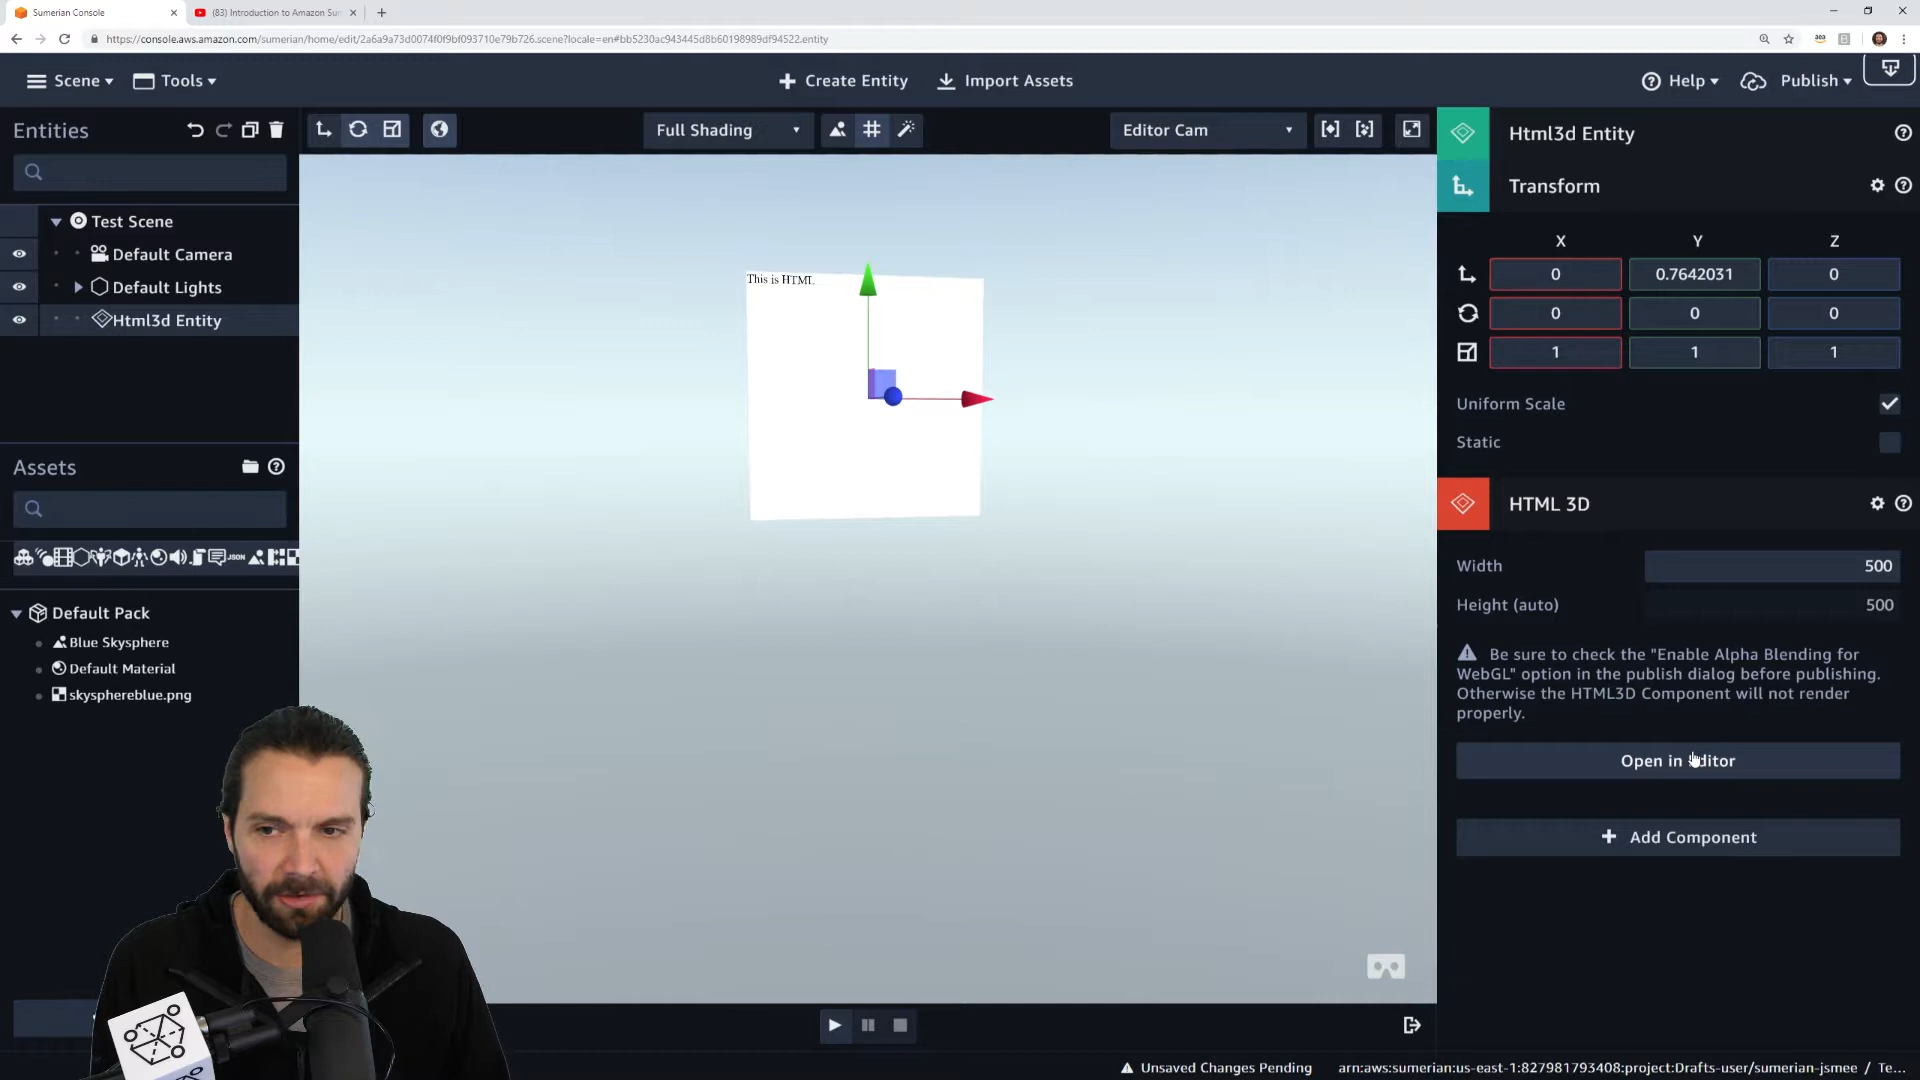 Sumerian Console
(83) Introduction to Amazon Sum
https://console.aws.amazon.com/sumerian/home/edit/2a6a9a73d0074f0f9bf093710e79b726.scene?locale=en#bb5230ac943445d8b60198989df94522.entity
Scene
Tools
Create Entity
Import Assets
Help
Publish
Entities
Full Shading
Editor Cam
Html3d Entity
Transform
Test Scene
Default Camera
Default Lights
Html3d Entity
This is HTML
X Y Z
0 0.7642031 0
0 0 0
1 1 1
Uniform Scale
Static
Assets
JSON
HTML 3D
Width 500
Height (auto) 500
Default Pack
Blue Skysphere
Default Material
skysphereblue.png
Be sure to check the "Enable Alpha Blending for
WebGL" option in the publish dialog before publishing.
Otherwise the HTML3D Component will not render
properly.
Open in Editor
Add Component
Unsaved Changes Pending
arn:aws:sumerian:us-east-1:827981793408:project:Drafts-user/sumerian-jsmee / Te...